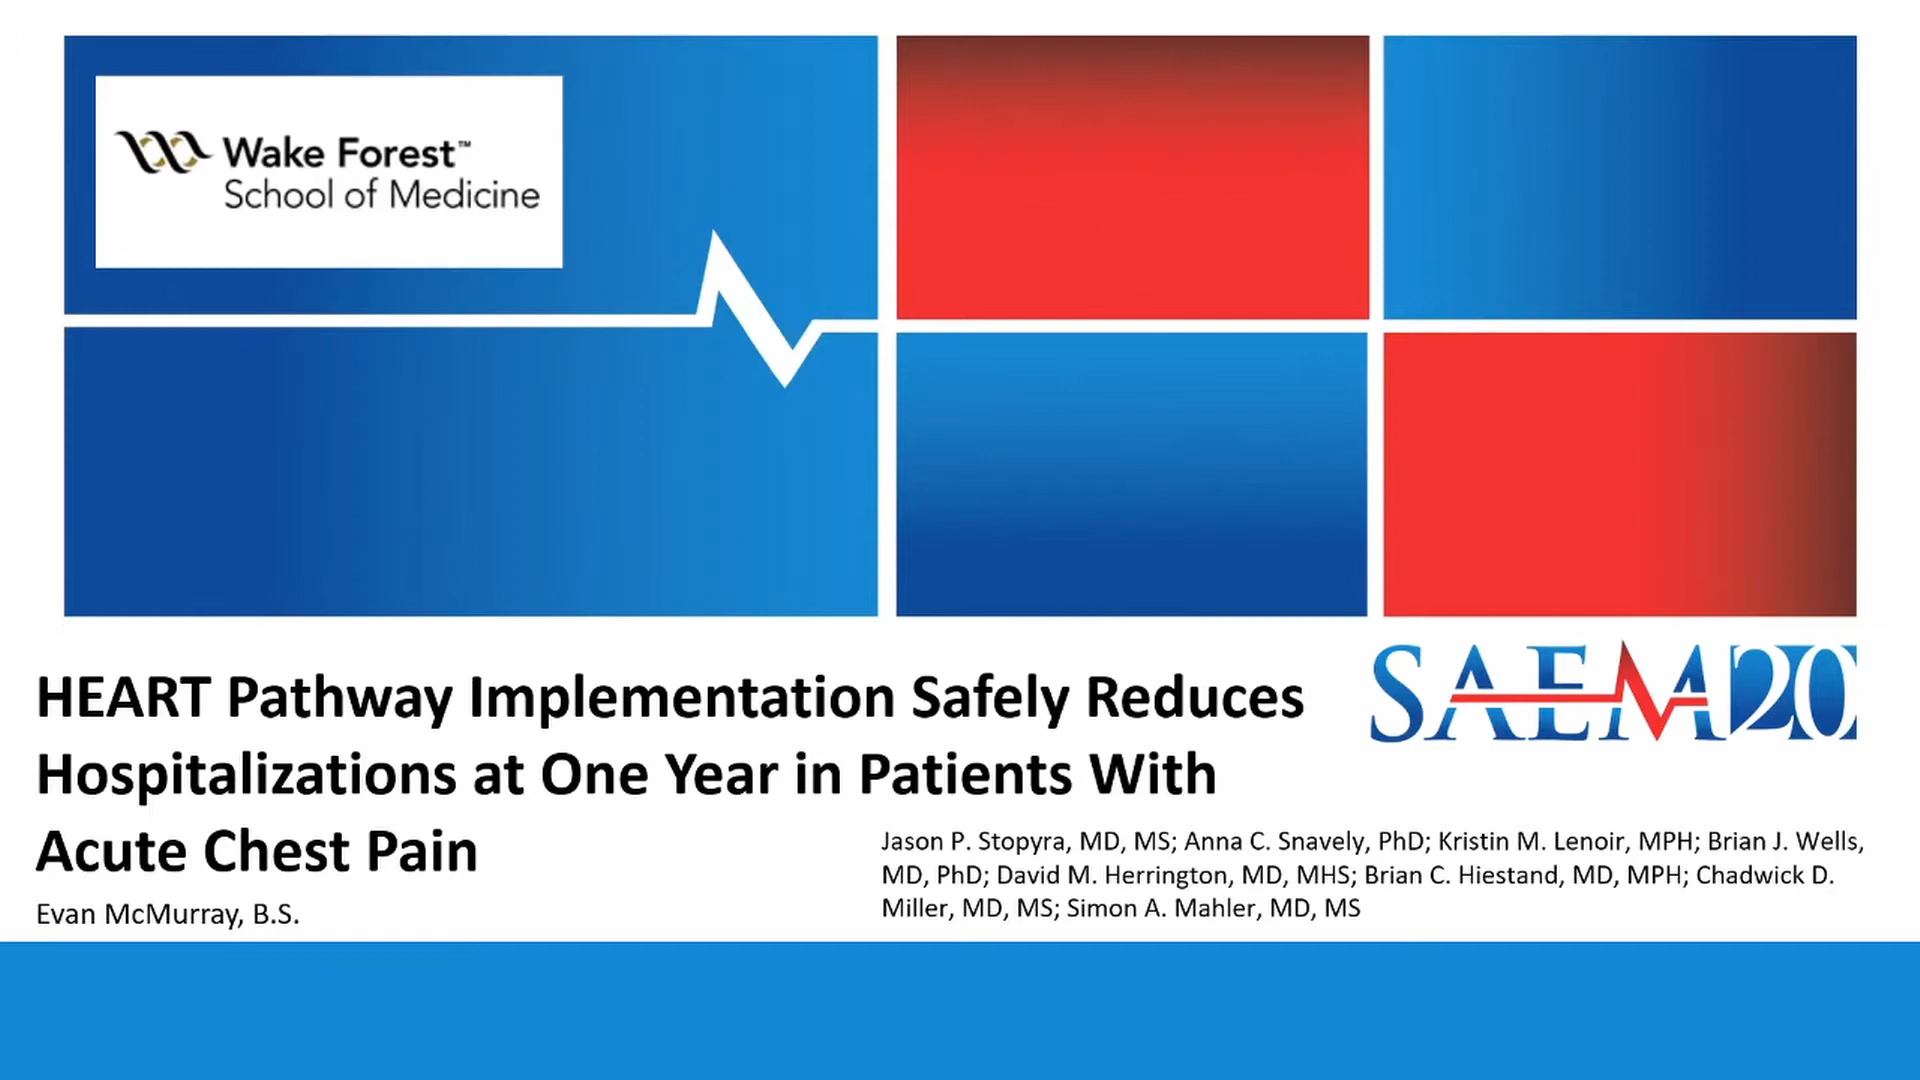 Wake Forest™
School of Medicine
HEART Pathway Implementation Safely Reduces
Hospitalizations at One Year in Patients With
Acute Chest Pain
Evan McMurray, B.S.
SAEM20
Jason P. Stopyra, MD, MS; Anna C. Snavely, PhD; Kristin M. Lenoir, MPH; Brian J. Wells,
MD, PhD; David M. Herrington, MD, MHS; Brian C. Hiestand, MD, MPH; Chadwick D.
Miller, MD, MS; Simon A. Mahler, MD, MS